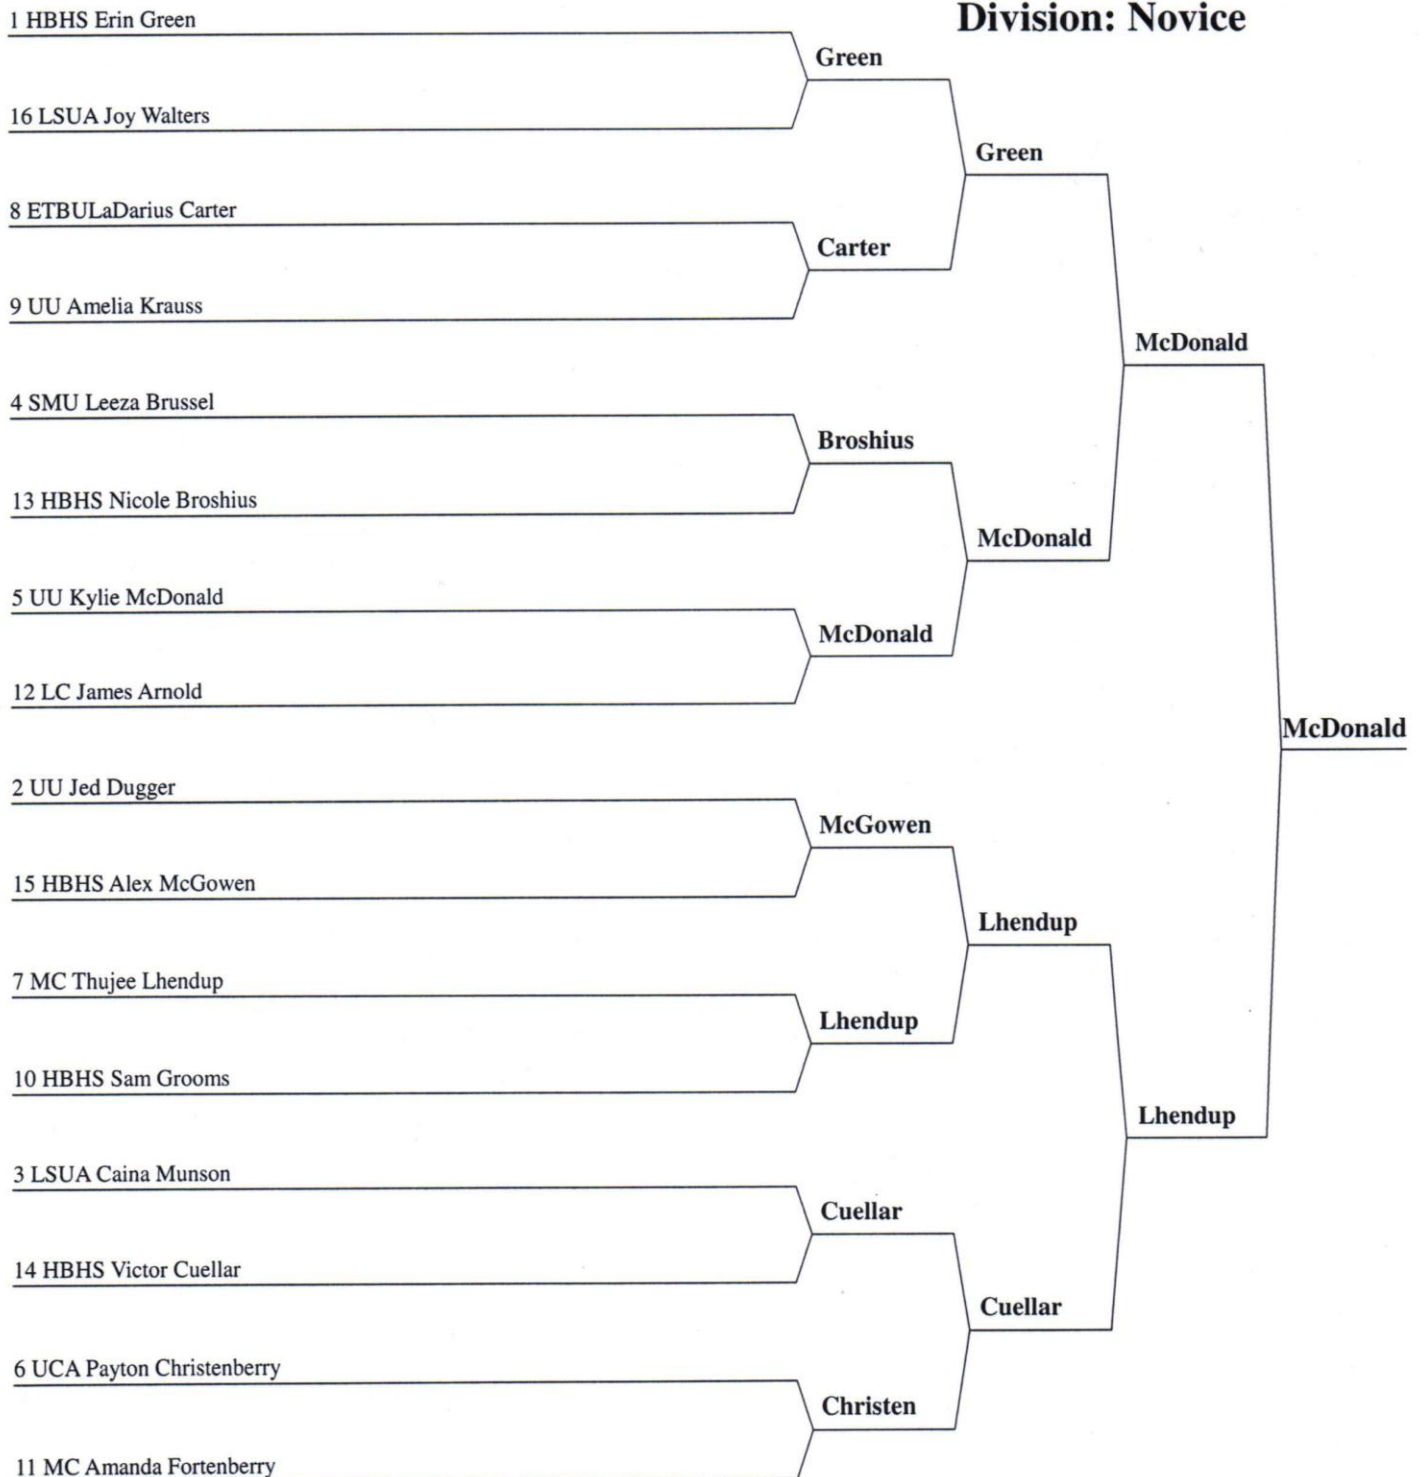 Division: Novice
1 HBHS Erin Green
Green
16 LSUA Joy Walters
Green
8 ETBULaDarius Carter
Carter
9 UU Amelia Krauss
McDonald
4 SMU Leeza Brussel
Broshius
13 HBHS Nicole Broshius
McDonald
5 UU Kylie McDonald
McDonald
12 LC James Arnold
McDonald
2 UU Jed Dugger
McGowen
15 HBHS Alex McGowen
Lhendup
7 MC Thujee Lhendup
Lhendup
10 HBHS Sam Grooms
Lhendup
3 LSUA Caina Munson
Cuellar
14 HBHS Victor Cuellar
Cuellar
6 UCA Payton Christenberry
Christen
11 MC Amanda Fortenberry